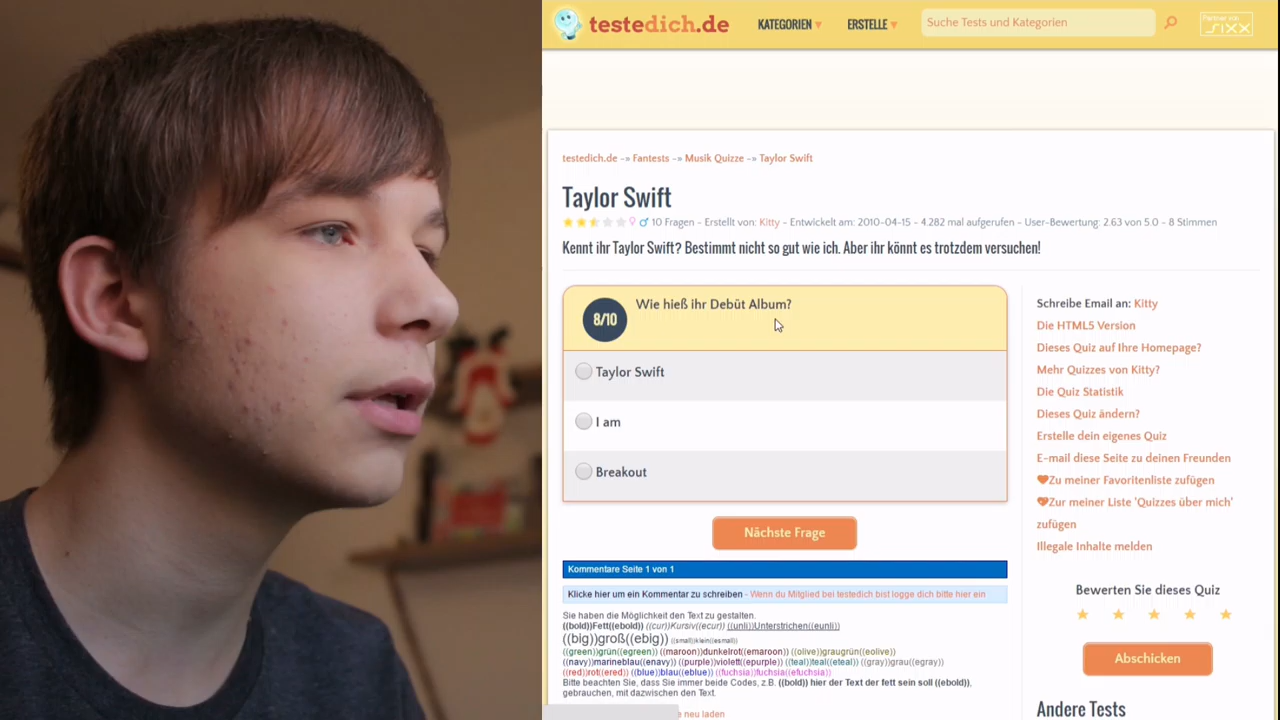 testedich.de
KATEGORIEN
ERSTELLE
Suche Tests und Kategorien
Partner von
sixx
testedich.de -» Fantests -» Musik Quizze -» Taylor Swift
Taylor Swift
10 Fragen - Erstellt von: Kitty - Entwickelt am: 2010-04-15 - 4.282 mal aufgerufen - User-Bewertung: 2.63 von 5.0 - 8 Stimmen
Kennt ihr Taylor Swift? Bestimmt nicht so gut wie ich. Aber ihr könnt es trotzdem versuchen!
8/10
Wie hieß ihr Debüt Album?
Taylor Swift
I am
Breakout
Nächste Frage
Kommentare Seite 1 von 1
Klicke hier um ein Kommentar zu schreiben - Wenn du Mitglied bei testedich bist logge dich bitte hier ein
Sie haben die Möglichkeit den Text zu gestalten.
((bold))Fett((ebold)) ((cur))Kursiv((ecur)) ((unli))Unterstrichen((eunli))
((big))groß((ebig)) ((small))klein((esmall))
((green))grün((egreen)) ((maroon))dunkelrot((emaroon)) ((olive))graugrün((eolive))
((navy))marineblau((enavy)) ((purple))violett((epurple)) ((teal))teal((eteal)) ((gray))grau((egray))
((red))rot((ered)) ((blue))blau((eblue)) ((fuchsia))fuchsia((efuchsia))
Bitte beachten Sie, dass Sie immer beide Codes, z.B. ((bold)) hier der Text der fett sein soll ((ebold)),
gebrauchen, mit dazwischen den Text.
neu laden
Schreibe Email an: Kitty
Die HTML5 Version
Dieses Quiz auf Ihre Homepage?
Mehr Quizzes von Kitty?
Die Quiz Statistik
Dieses Quiz ändern?
Erstelle dein eigenes Quiz
E-mail diese Seite zu deinen Freunden
Zu meiner Favoritenliste zufügen
Zur meiner Liste 'Quizzes über mich'
zufügen
Illegale Inhalte melden
Bewerten Sie dieses Quiz
Abschicken
Andere Tests